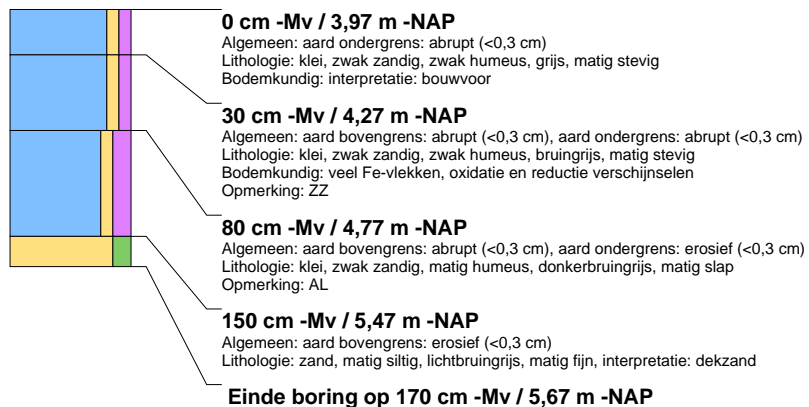 0 cm -Mv / 3,97 m -NAP
Algemeen: aard ondergrens: abrupt (<0,3 cm)
Lithologie: klei, zwak zandig, zwak humeus, grijs, matig stevig
Bodemkundig: interpretatie: bouwvoor
30 cm -Mv / 4,27 m -NAP
Algemeen: aard bovengrens: abrupt (<0,3 cm), aard ondergrens: abrupt (<0,3 cm)
Lithologie: klei, zwak zandig, zwak humeus, bruingrijs, matig stevig
Bodemkundig: veel Fe-vlekken, oxidatie en reductie verschijnselen
Opmerking: ZZ
80 cm -Mv / 4,77 m -NAP
Algemeen: aard bovengrens: abrupt (<0,3 cm), aard ondergrens: erosief (<0,3 cm)
Lithologie: klei, zwak zandig, matig humeus, donkerbruingrijs, matig slap
Opmerking: AL
150 cm -Mv / 5,47 m -NAP
Algemeen: aard bovengrens: erosief (<0,3 cm)
Lithologie: zand, matig siltig, lichtbruingrijs, matig fijn, interpretatie: dekzand
Einde boring op 170 cm -Mv / 5,67 m -NAP